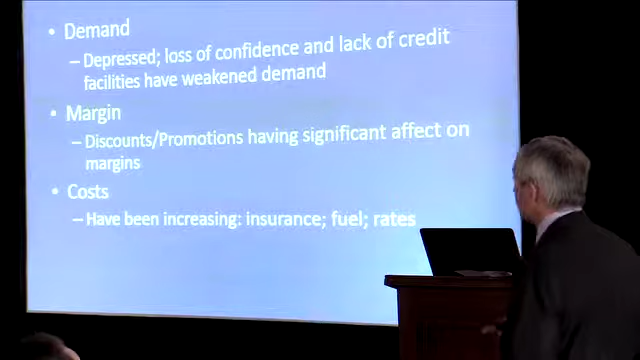 • Demand
– Depressed; loss of confidence and lack of credit
facilities have weakened demand
• Margin
– Discounts/Promotions having significant affect on
margins
• Costs
– Have been increasing: insurance; fuel; rates